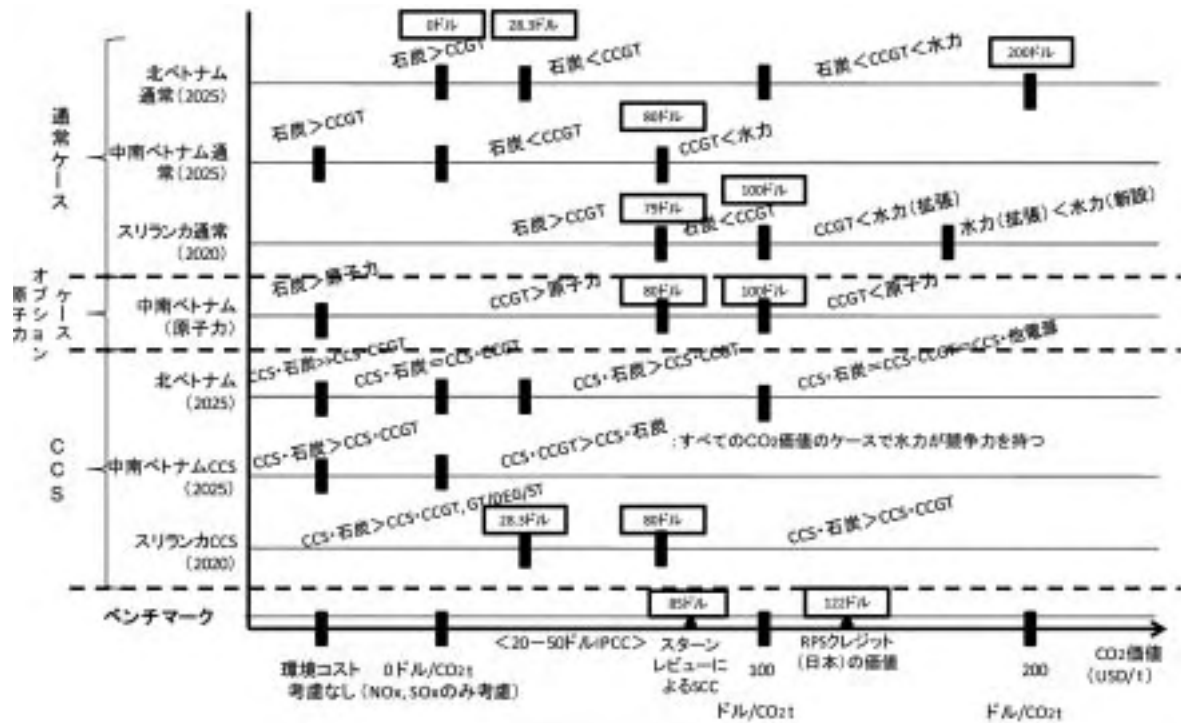 0ドル
28.3ドル
石炭＞CCGT
石炭＜CCGT
石炭＜CCGT＜水力
200ドル
北ベトナム
通常（2025）
通常ケース
石炭＞CCGT
石炭＜CCGT
80ドル
CCGT＜水力
中南ベトナム通
常（2025）
石炭＞CCGT
75ドル
石炭＜CCGT
100ドル
CCGT＜水力（拡張）
水力（拡張）＜水力（新設）
スリランカ通常
（2020）
原子力
オプション
ケース
石炭＞原子力
CCGT＞原子力
80ドル
100ドル
CCGT＜原子力
中南ベトナム
（原子力）
CCS・石炭≫CCS・CCGT
CCS・石炭＝CCS・CCGT
CCS・石炭＞CCS・CCGT
CCS・石炭＝CCS・CCGT＝CCS・他電源
北ベトナム
（2025）
CCS
CCS・石炭＞CCS・CCGT
CCS・CCGT＞CCS・石炭
：すべてのCO₂価値のケースで水力が競争力を持つ
中南ベトナムCCS
（2025）
CCS・石炭＞CCS・CCGT, GT/DEG/ST
28.3ドル
80ドル
CCS・石炭＞CCS・CCGT
スリランカCCS
（2020）
ベンチマーク
85ドル
122ドル
環境コスト
考慮なし
0ドル/CO₂t
（NOx, SOxのみ考慮）
＜20－50ドルIPCC＞
スターン
レビューに
よるSCC
100
ドル/CO₂t
RPSクレジット
（日本）の価値
200
ドル/CO₂t
CO₂価値
（USD/t）